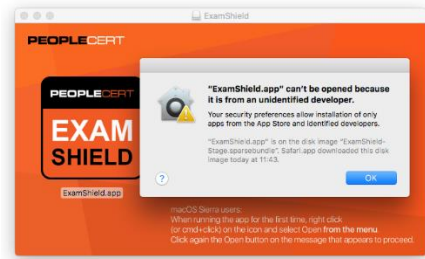 ExamShield
PEOPLECERT
"ExamShield.app" can't be opened because
it is from an unidentified developer.
Your security preferences allow installation of only
apps from the App Store and identified developers.
"ExamShield.app" is on the disk image "ExamShield-
Stage.sparsebundle". Safari.app downloaded this disk
image today at 11:43.
?
OK
PEOPLECERT
EXAM
SHIELD
ExamShield.app
macOS Sierra users:
When running the app for the first time, right click
(or cmd+click) on the icon and select Open from the menu.
Click again the Open button on the message that appears to proceed.